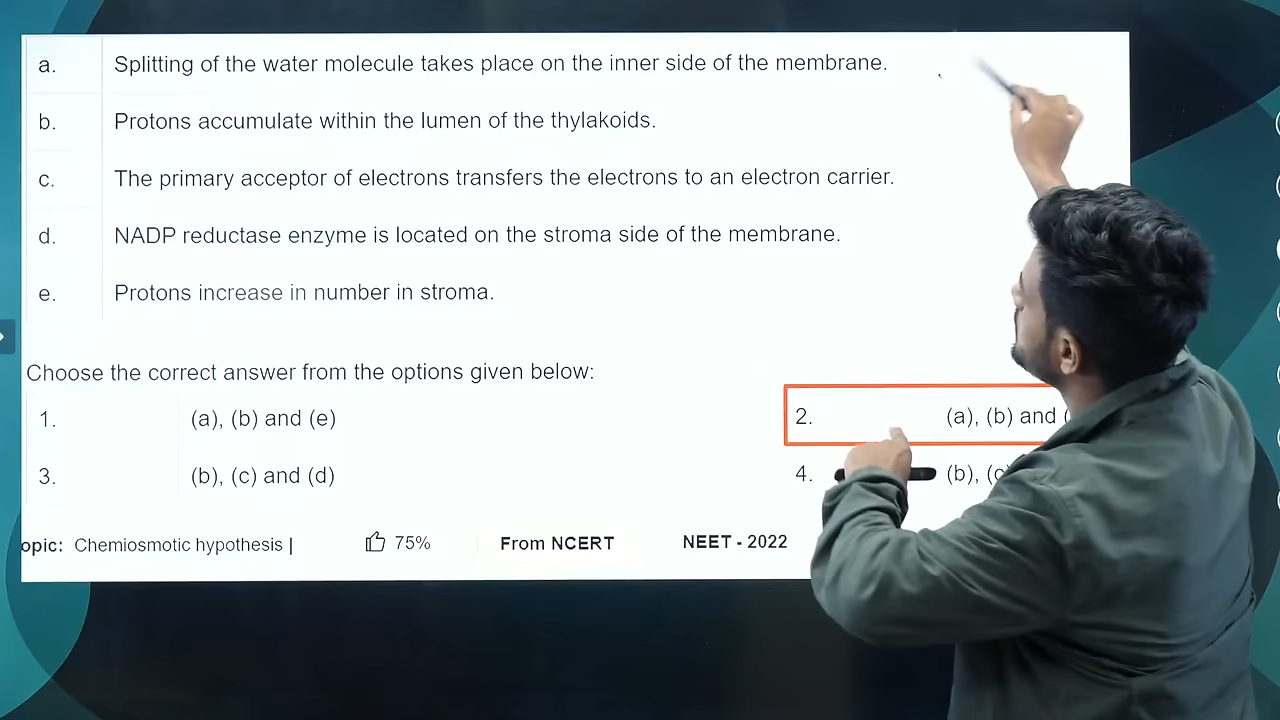 a. Splitting of the water molecule takes place on the inner side of the membrane.
b. Protons accumulate within the lumen of the thylakoids.
c. The primary acceptor of electrons transfers the electrons to an electron carrier.
d. NADP reductase enzyme is located on the stroma side of the membrane.
e. Protons increase in number in stroma.
Choose the correct answer from the options given below:
1. (a), (b) and (e) 2. (a), (b) and (
3. (b), (c) and (d) 4. (b), (c)
opic: Chemiosmotic hypothesis | 75% From NCERT NEET - 2022